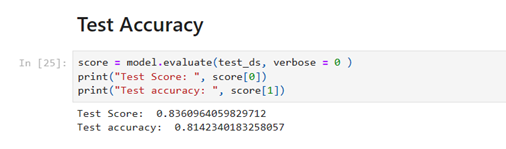 Test Accuracy
In [25]: score = model.evaluate(test_ds, verbose = 0 )
print("Test Score: ", score[0])
print("Test accuracy: ", score[1])
Test Score:  0.8360964059829712
Test accuracy:  0.8142340183258057